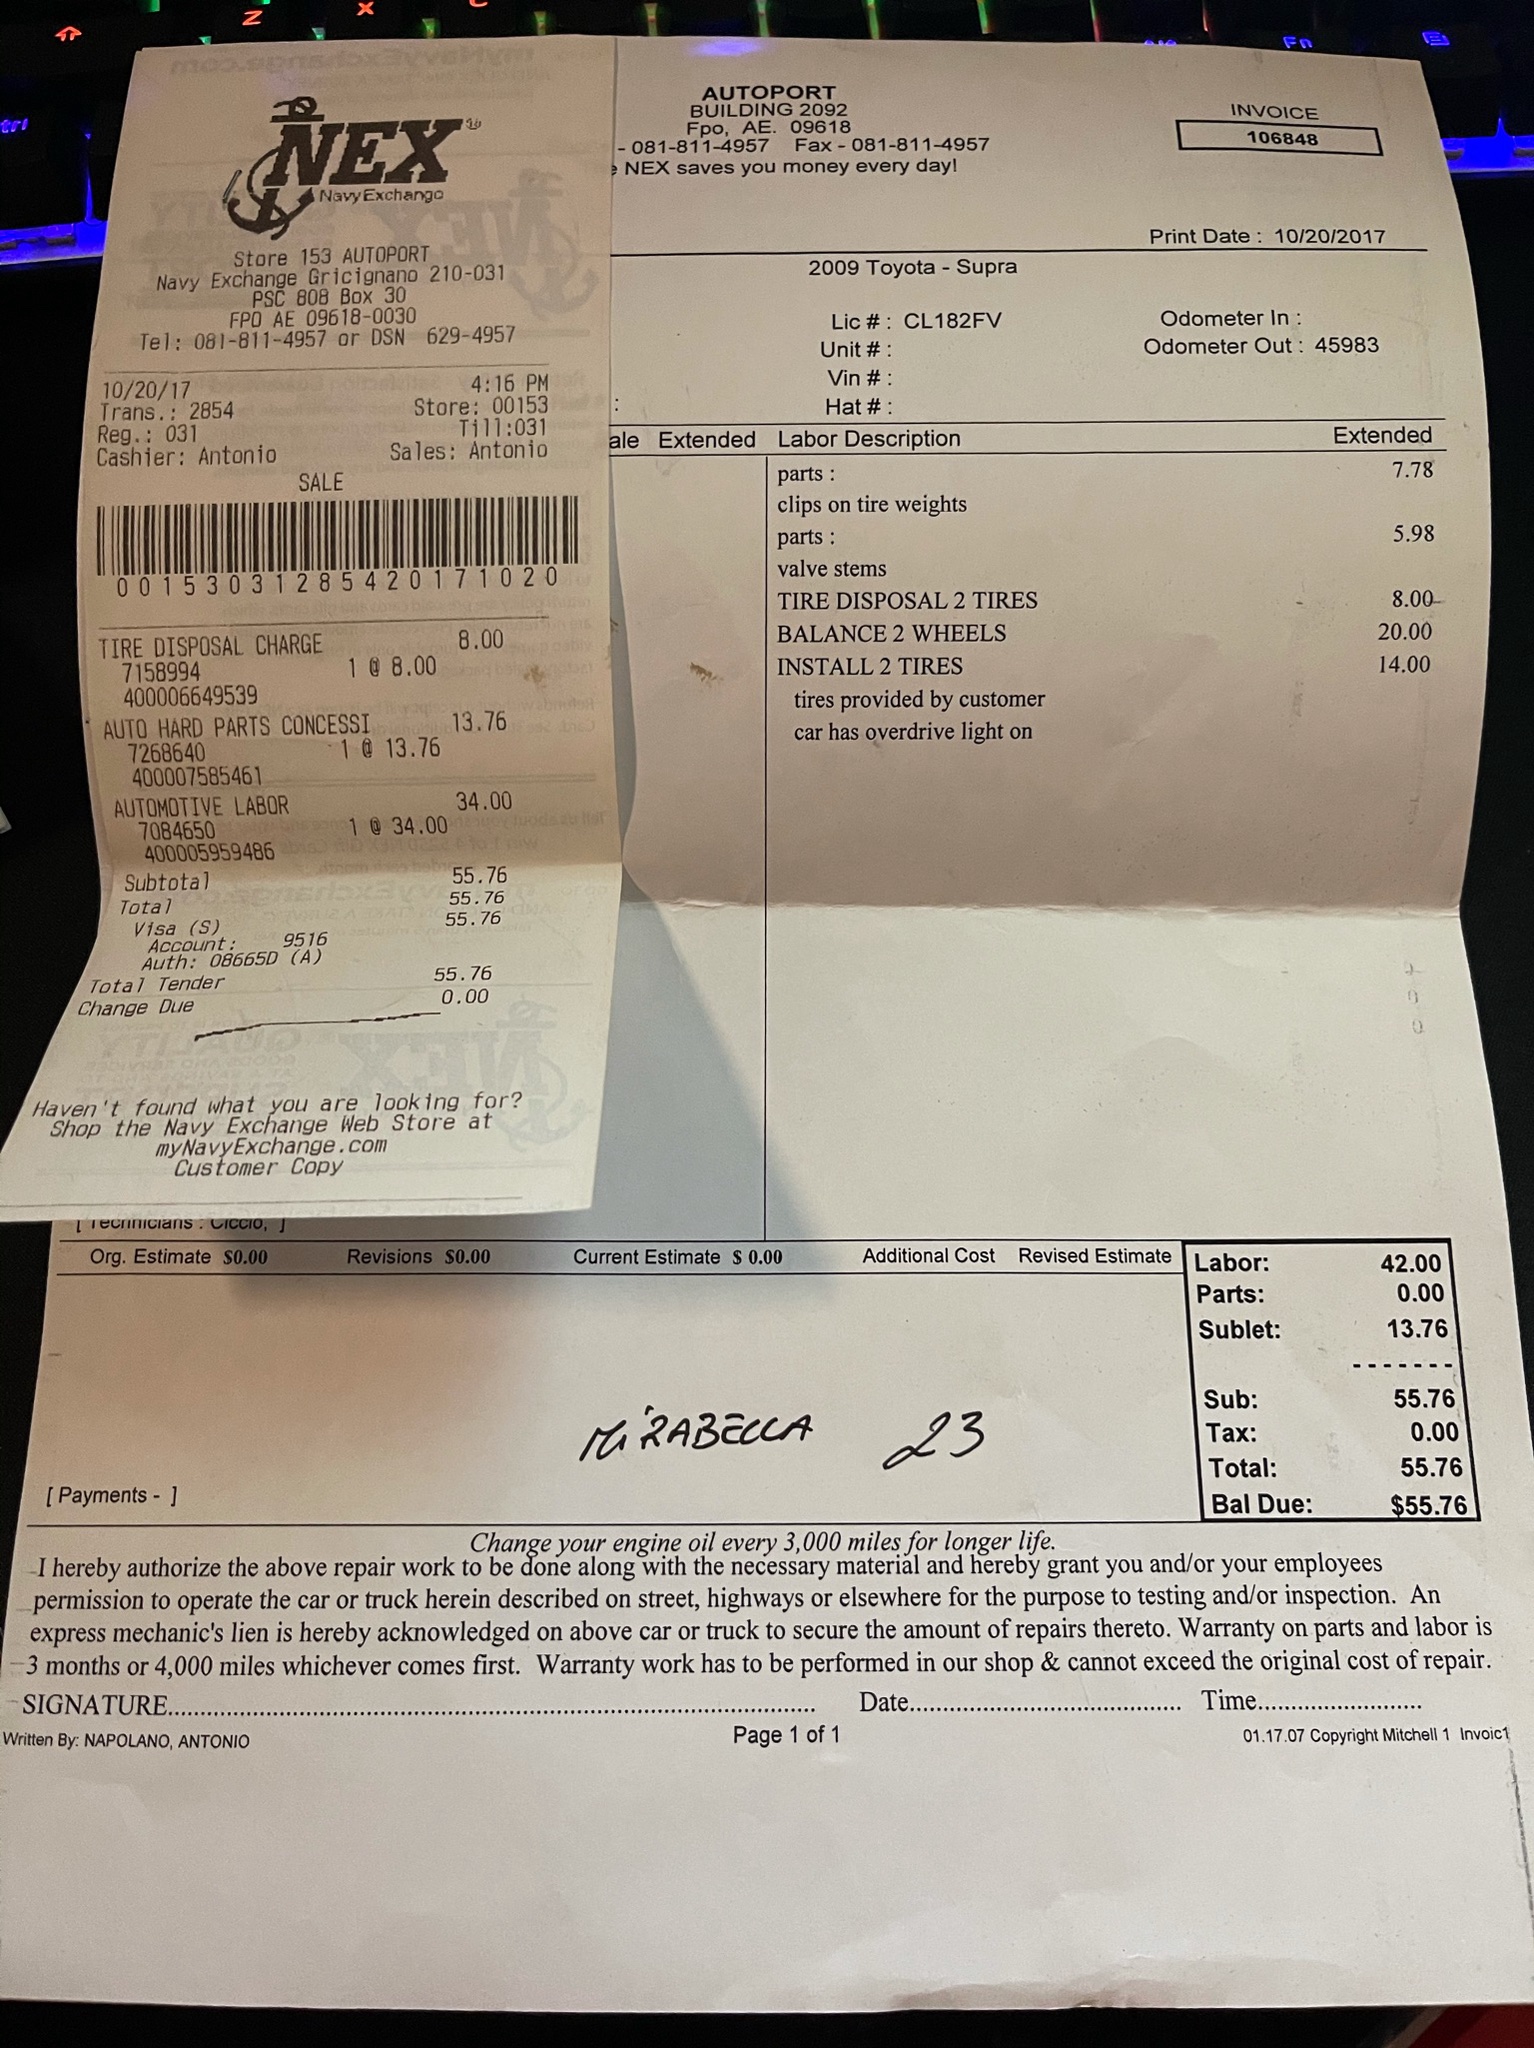 NEX
NavyExchange
Store 153 AUTOPORT
Navy Exchange Gricignano 210-031
PSC 808 Box 30
FPO AE 09618-0030
Tel: 081-811-4957 or DSN 629-4957
10/20/17 4:16 PM
Trans.: 2854 Store: 00153
Reg.: 031 Till:031
Cashier: Antonio Sales: Antonio
SALE
00153031285420171020
TIRE DISPOSAL CHARGE 8.00
7158994 1 @ 8.00
400006649539
AUTO HARD PARTS CONCESSI 13.76
7268640 1 @ 13.76
400007585461
AUTOMOTIVE LABOR 34.00
7084650 1 @ 34.00
400005959486
Subtotal 55.76
Total 55.76
Visa (S) 55.76
Account: 9516
Auth: 08665D (A)
Total Tender 55.76
Change Due 0.00
Haven't found what you are looking for?
Shop the Navy Exchange Web Store at
myNavyExchange.com
Customer Copy
AUTOPORT
BUILDING 2092
Fpo, AE. 09618
- 081-811-4957 Fax - 081-811-4957
NEX saves you money every day!
INVOICE
106848
Print Date : 10/20/2017
2009 Toyota - Supra
Lic # : CL182FV Odometer In :
Unit # : Odometer Out : 45983
Vin # :
: Hat # :
ale Extended Labor Description Extended
parts : 7.78
clips on tire weights
parts : 5.98
valve stems
TIRE DISPOSAL 2 TIRES 8.00
BALANCE 2 WHEELS 20.00
INSTALL 2 TIRES 14.00
tires provided by customer
car has overdrive light on
[ Technicians : Ciccio, ]
Org. Estimate $0.00 Revisions $0.00 Current Estimate $ 0.00 Additional Cost Revised Estimate
Labor: 42.00
Parts: 0.00
Sublet: 13.76
-------
Sub: 55.76
Tax: 0.00
Total: 55.76
Bal Due: $55.76
MIRABELLA 23
[ Payments - ]
Change your engine oil every 3,000 miles for longer life.
I hereby authorize the above repair work to be done along with the necessary material and hereby grant you and/or your employees
permission to operate the car or truck herein described on street, highways or elsewhere for the purpose to testing and/or inspection. An
express mechanic's lien is hereby acknowledged on above car or truck to secure the amount of repairs thereto. Warranty on parts and labor is
3 months or 4,000 miles whichever comes first. Warranty work has to be performed in our shop & cannot exceed the original cost of repair.
SIGNATURE.......... Date.......... Time..........
Written By: NAPOLANO, ANTONIO Page 1 of 1 01.17.07 Copyright Mitchell 1 Invoic1